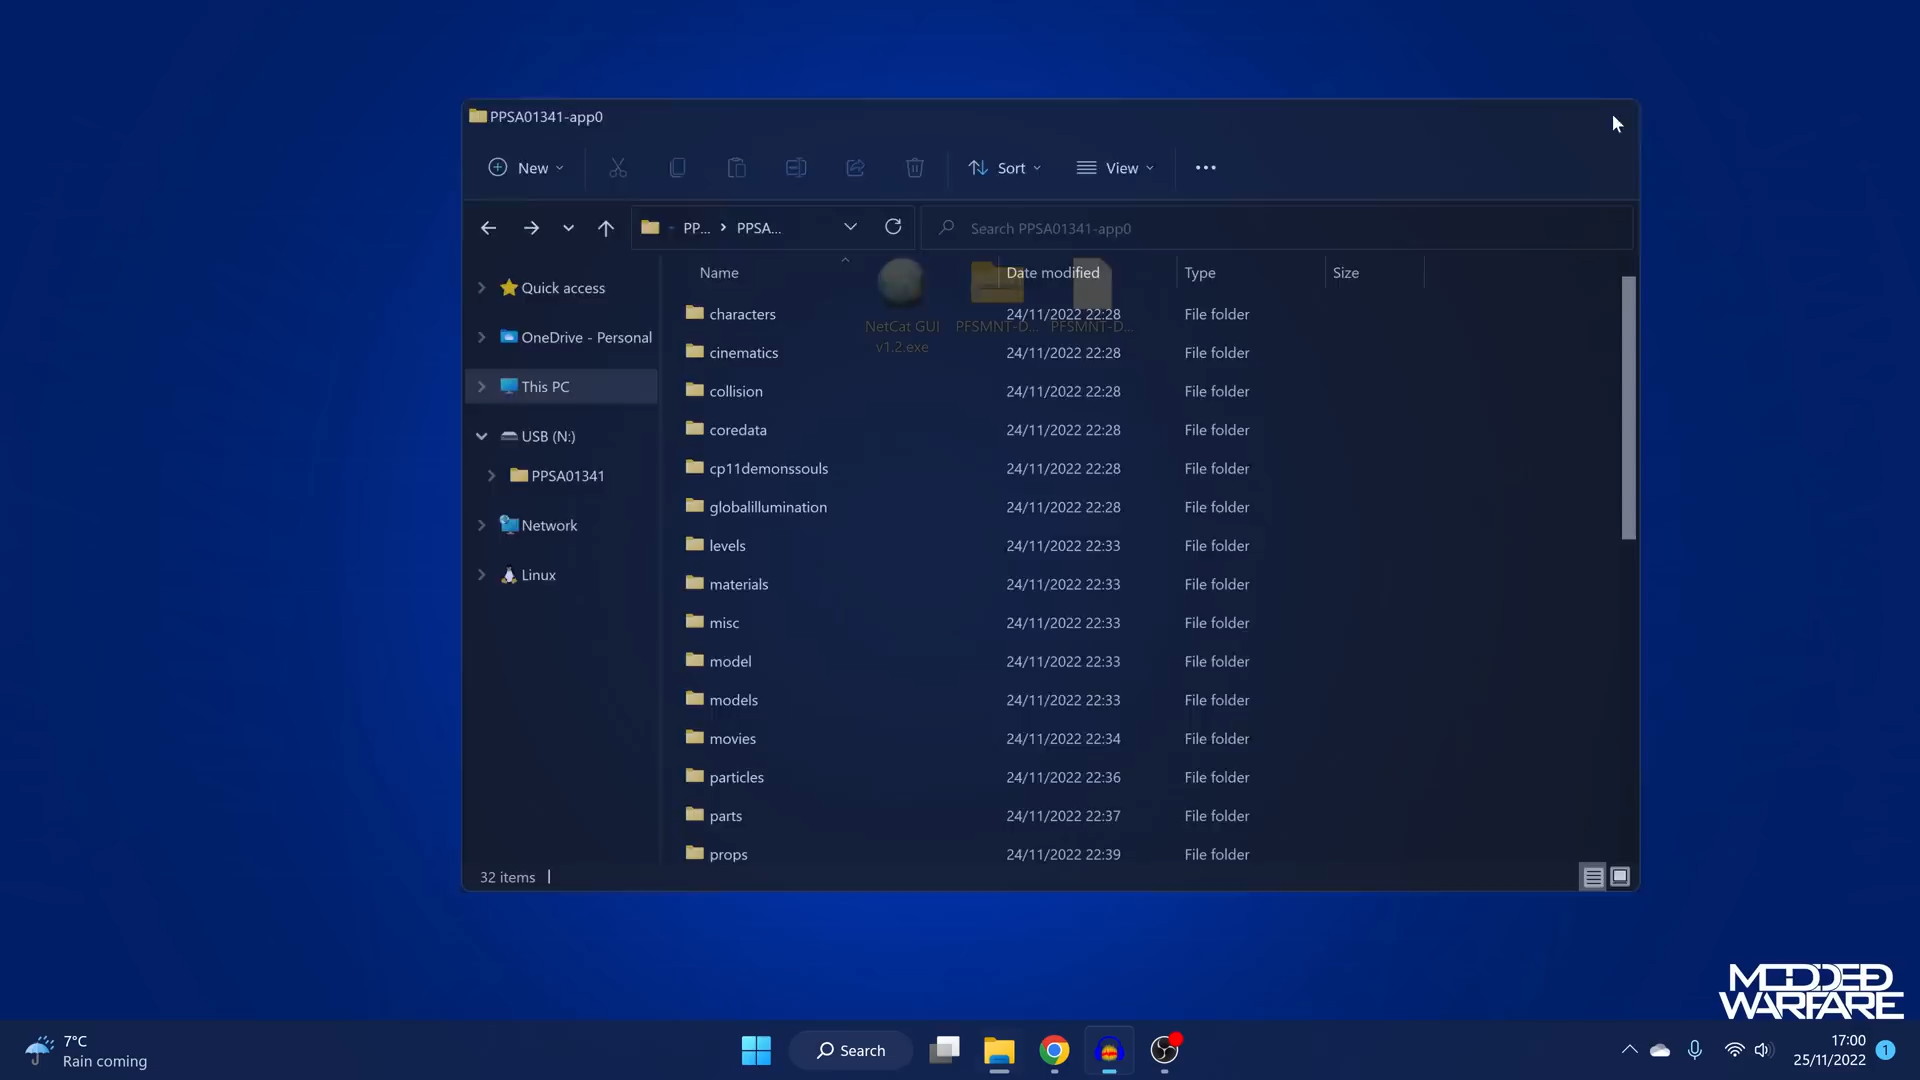 PPSA01341-app0
New
Sort
View
PP...
PPSA...
Search PPSA01341-app0
Name
Date modified
Type
Size
Quick access
OneDrive - Personal
This PC
USB (N:)
PPSA01341
Network
Linux
NetCat GUI
v1.2.exe
PFSMNT-D...
PFSMNT-D...
characters 24/11/2022 22:28 File folder
cinematics 24/11/2022 22:28 File folder
collision 24/11/2022 22:28 File folder
coredata 24/11/2022 22:28 File folder
cp11demonssouls 24/11/2022 22:28 File folder
globalillumination 24/11/2022 22:28 File folder
levels 24/11/2022 22:33 File folder
materials 24/11/2022 22:33 File folder
misc 24/11/2022 22:33 File folder
model 24/11/2022 22:33 File folder
models 24/11/2022 22:33 File folder
movies 24/11/2022 22:34 File folder
particles 24/11/2022 22:36 File folder
parts 24/11/2022 22:37 File folder
props 24/11/2022 22:39 File folder
32 items
MODDED
WARFARE
7°C
Rain coming
Search
17:00
25/11/2022
1